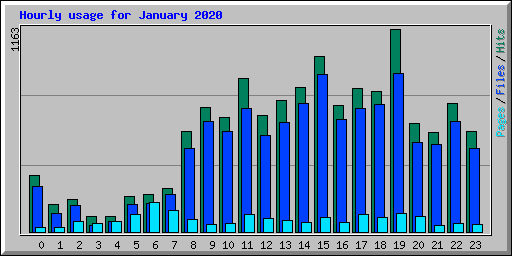 Hourly usage for January 2020
1163
Pages/Files/Hits
0 1 2 3 4 5 6 7 8 9 10 11 12 13 14 15 16 17 18 19 20 21 22 23